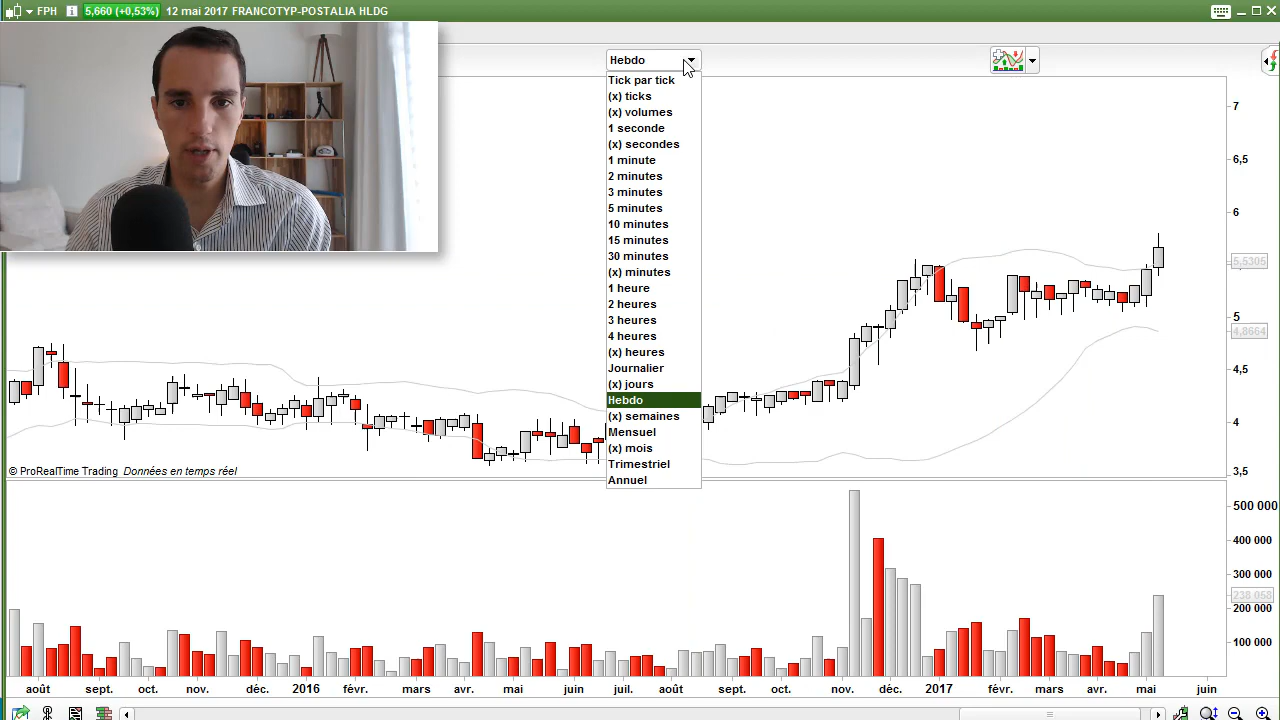 FPH i 5,660 (+0,53%) 12 mai 2017 FRANCOTYP-POSTALIA HLDG
Hebdo
Tick par tick
(x) ticks
(x) volumes
1 seconde
(x) secondes
1 minute
2 minutes
3 minutes
5 minutes
10 minutes
15 minutes
30 minutes
(x) minutes
1 heure
2 heures
3 heures
4 heures
(x) heures
Journalier
(x) jours
Hebdo
(x) semaines
Mensuel
(x) mois
Trimestriel
Annuel
7
6,5
6
5,5305
5
4,8664
4,5
4
3,5
© ProRealTime Trading Données en temps réel
500 000
400 000
300 000
238 058
200 000
100 000
août sept. oct. nov. déc. 2016 févr. mars avr. mai juin juil. août sept. oct. nov. déc. 2017 févr. mars avr. mai juin